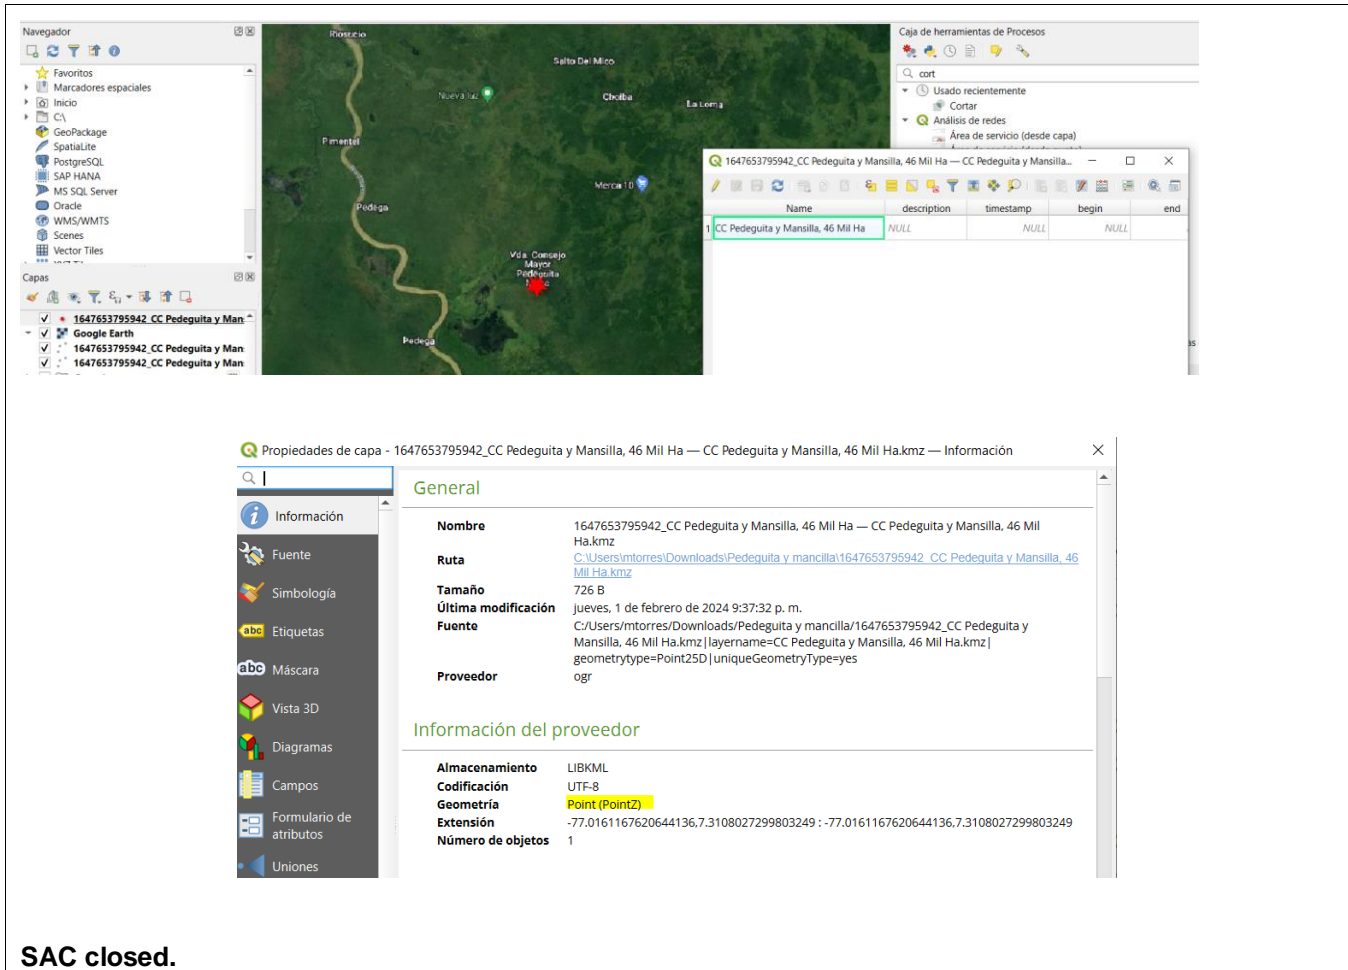 Navegador
Favoritos
Marcadores espaciales
Inicio
C:\
GeoPackage
SpatiaLite
PostgreSQL
SAP HANA
MS SQL Server
Oracle
WMS/WMTS
Scenes
Vector Tiles
Capas
1647653795942_CC Pedeguita y Man
Google Earth
1647653795942_CC Pedeguita y Man
1647653795942_CC Pedeguita y Man
Riosucio
Salto Del Mico
Nueva luz
Cholba
La Loma
Pimentel
Merca 10
Pedega
Vda. Consejo
Mayor
Pedeguita
Pedega
Caja de herramientas de Procesos
cort
Usado recientemente
Cortar
Análisis de redes
Área de servicio (desde capa)
1647653795942_CC Pedeguita y Mansilla, 46 Mil Ha — CC Pedeguita y Mansilla...
Name description timestamp begin end
1 CC Pedeguita y Mansilla, 46 Mil Ha NULL NULL NULL
Propiedades de capa - 1647653795942_CC Pedeguita y Mansilla, 46 Mil Ha — CC Pedeguita y Mansilla, 46 Mil Ha.kmz — Información
Información
Fuente
Simbología
Etiquetas
Máscara
Vista 3D
Diagramas
Campos
Formulario de
atributos
Uniones
General
Nombre 1647653795942_CC Pedeguita y Mansilla, 46 Mil Ha — CC Pedeguita y Mansilla, 46 Mil
Ha.kmz
Ruta C:\Users\mtorres\Downloads\Pedeguita y mancilla\1647653795942_CC Pedeguita y Mansilla, 46
Mil Ha.kmz
Tamaño 726 B
Última modificación jueves, 1 de febrero de 2024 9:37:32 p. m.
Fuente C:/Users/mtorres/Downloads/Pedeguita y mancilla/1647653795942_CC Pedeguita y
Mansilla, 46 Mil Ha.kmz|layername=CC Pedeguita y Mansilla, 46 Mil Ha.kmz|
geometrytype=Point25D|uniqueGeometryType=yes
Proveedor ogr
Información del proveedor
Almacenamiento LIBKML
Codificación UTF-8
Geometría Point (PointZ)
Extensión -77.0161167620644136,7.3108027299803249 : -77.0161167620644136,7.3108027299803249
Número de objetos 1
SAC closed.